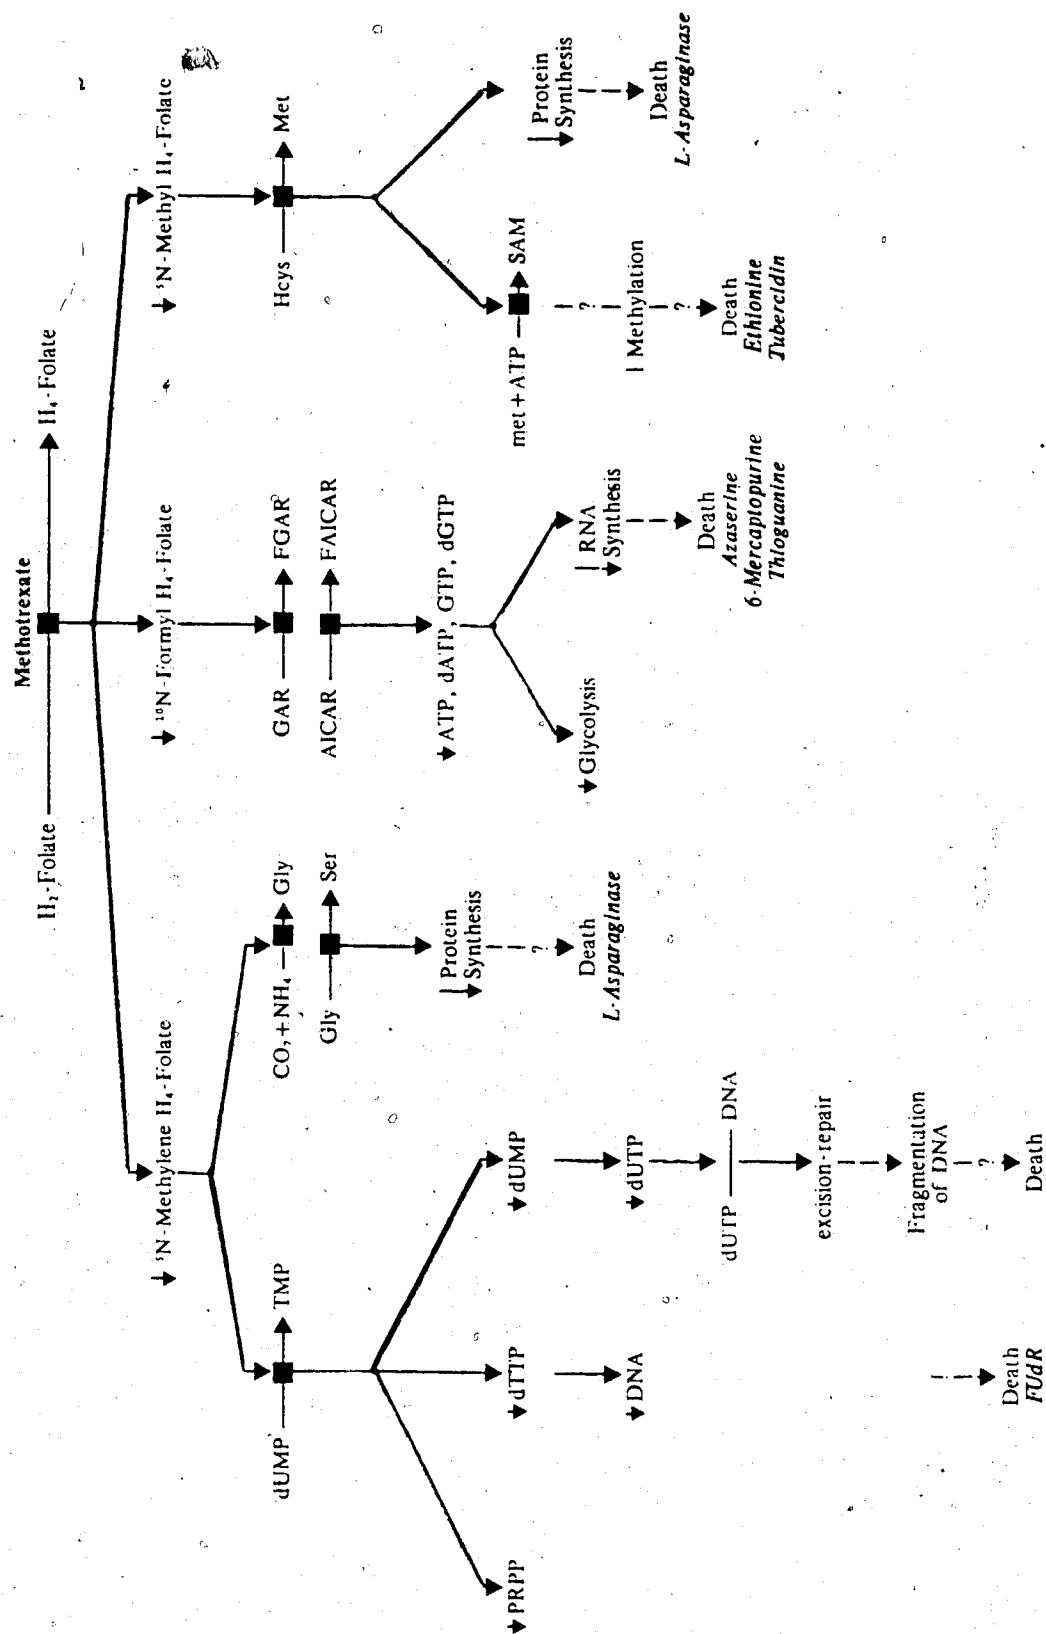 Methotrexate
H₂-Folate
H₄-Folate
⁵N-Methylene H₄-Folate
¹⁰N-Formyl H₄-Folate
⁵N-Methyl H₄-Folate
dUMP
TMP
CO₂+NH₄
Gly
Gly
Ser
GAR
FGAR
AICAR
FAICAR
Hcys
Met
PRPP
dTTP
dUMP
Protein
Synthesis
?
Death
L-Asparaginase
ATP, dATP, GTP, dGTP
Glycolysis
RNA
Synthesis
Death
Azaserine
6-Mercaptopurine
Thioguanine
met+ATP
SAM
?
Methylation
?
Death
Ethionine
Tubercidin
Protein
Synthesis
Death
L-Asparaginase
DNA
dUTP
dUTP
DNA
excision-repair
Fragmentation
of DNA
?
Death
FUdR
Death